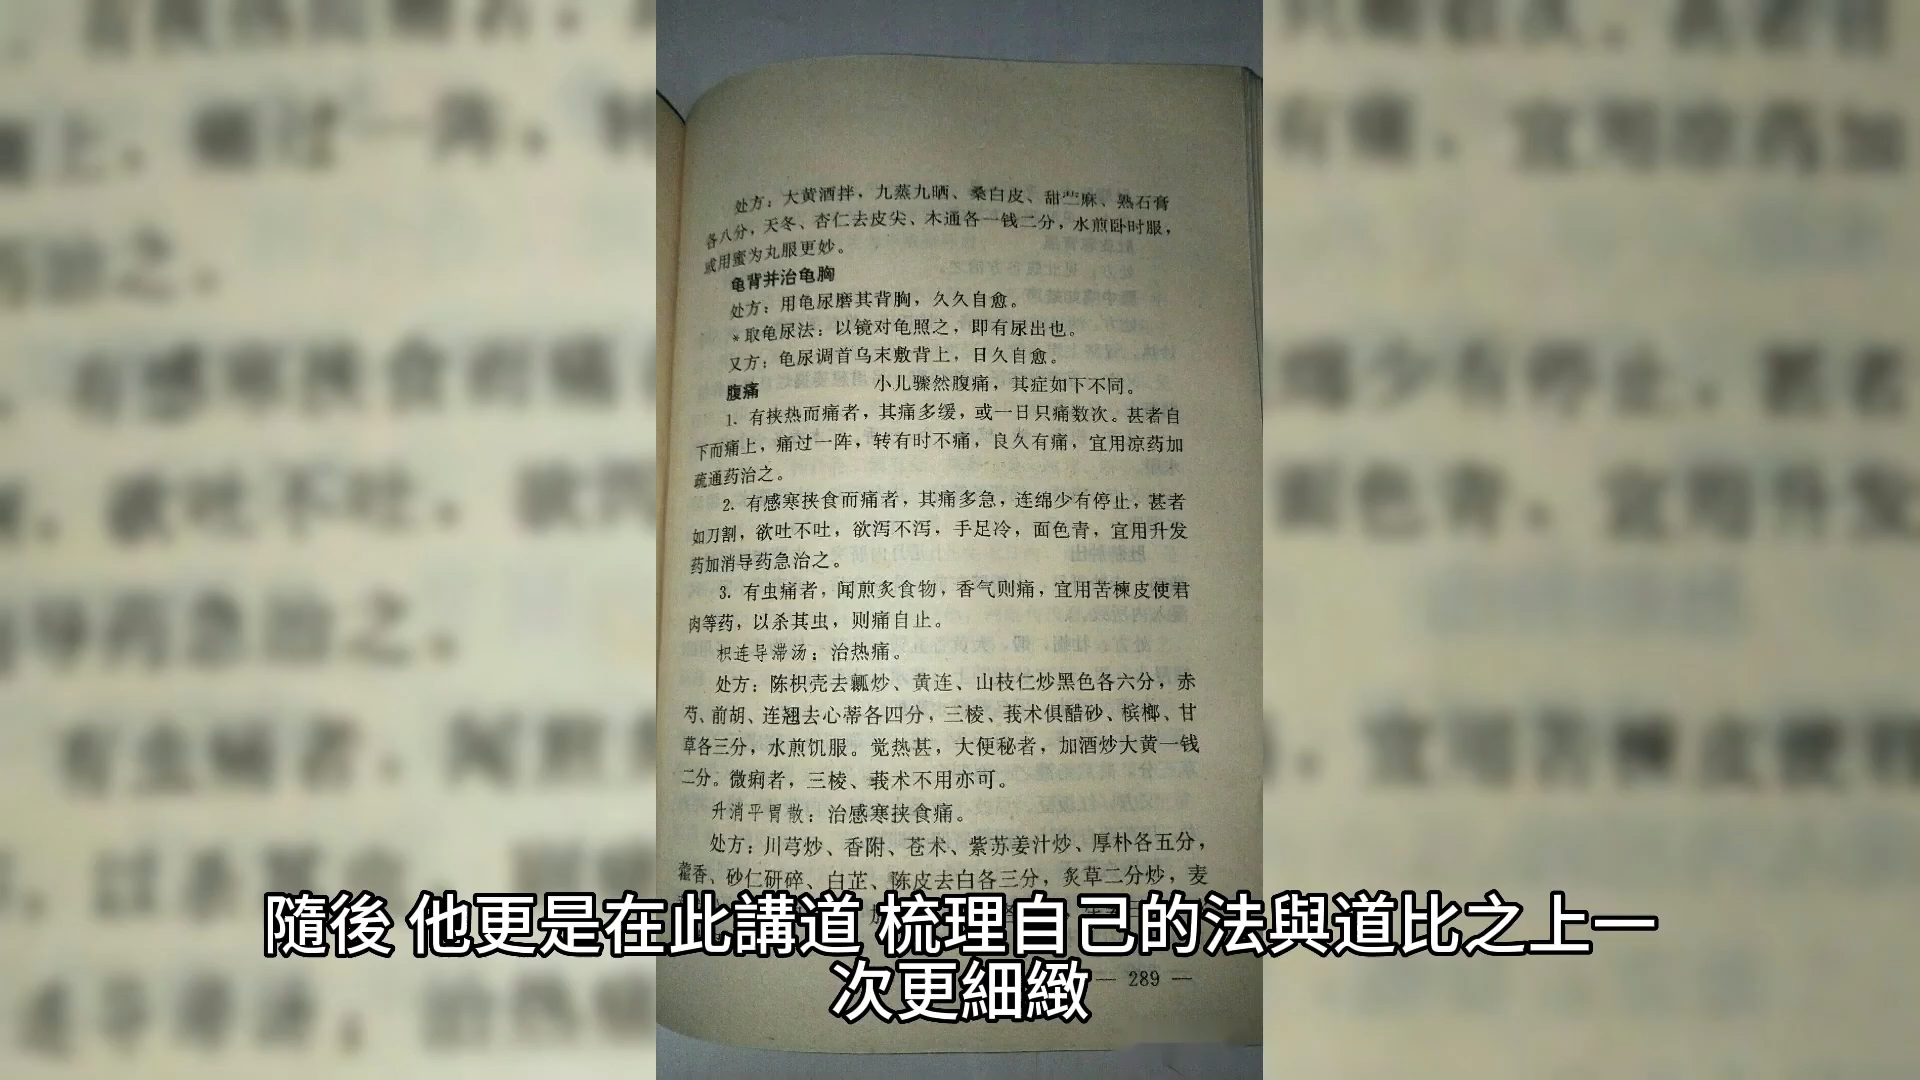 处方：大黄酒拌，九蒸九晒、桑白皮、甜苎麻、熟石膏
各八分，天冬、杏仁去皮尖、木通各一钱二分，水煎卧时服，
或用蜜为丸服更妙。
龟背并治龟胸
处方：用龟尿磨其背胸，久久自愈。
*取龟尿法：以镜对龟照之，即有尿出也。
又方：龟尿调首乌末敷背上，日久自愈。
腹痛 小儿骤然腹痛，其症如下不同。
1. 有挟热而痛者，其痛多缓，或一日只痛数次。甚者自
下而痛上，痛过一阵，转有时不痛，良久有痛，宜用凉药加
疏通药治之。
2. 有感寒挟食而痛者，其痛多急，连绵少有停止，甚者
如刀割，欲吐不吐，欲泻不泻，手足冷，面色青，宜用升发
药加消导药急治之。
3. 有虫痛者，闻煎炙食物，香气则痛，宜用苦楝皮使君
肉等药，以杀其虫，则痛自止。
枳连导滞汤：治热痛。
处方：陈枳壳去瓤炒、黄连、山枝仁炒黑色各六分，赤
芍、前胡、连翘去心蒂各四分，三棱、莪术俱醋砂、槟榔、甘
草各三分，水煎饥服。觉热甚，大便秘者，加酒炒大黄一钱
二分。微痢者，三棱、莪术不用亦可。
升消平胃散：治感寒挟食痛。
处方：川芎炒、香附、苍术、紫苏姜汁炒、厚朴各五分，
藿香、砂仁研碎、白芷、陈皮去白各三分，炙草二分炒，麦
隨後 他更是在此講道 梳理自己的法與道比之上一
次更細緻
— 289 —